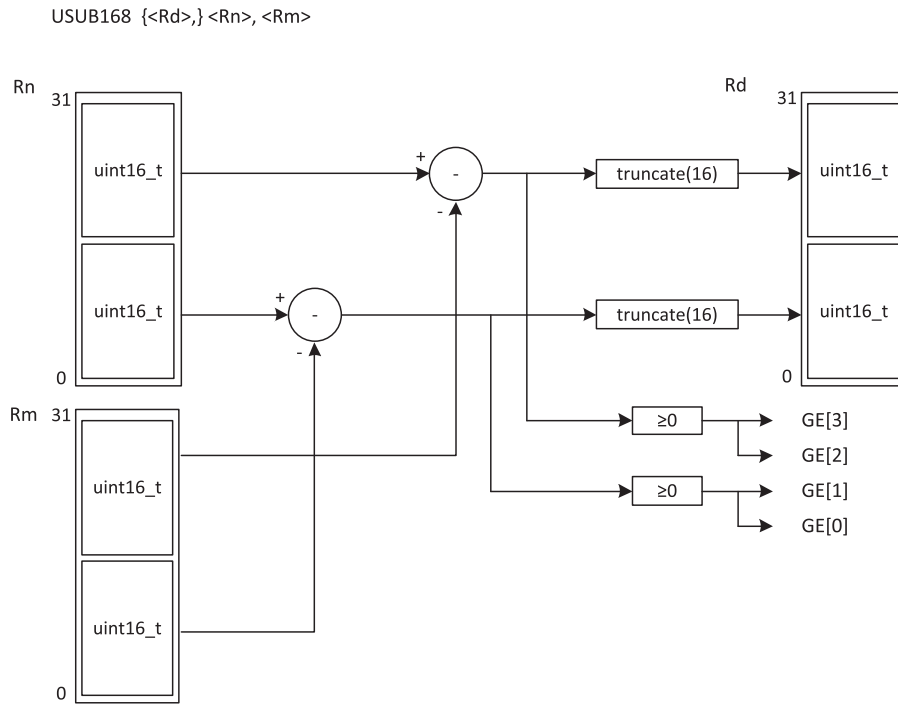 USUB168 {<Rd>,} <Rn>, <Rm>
Rn
31
uint16_t
uint16_t
0
Rm
31
uint16_t
uint16_t
0
+
-
-
+
-
-
truncate(16)
truncate(16)
≥0
≥0
Rd
31
uint16_t
uint16_t
0
GE[3]
GE[2]
GE[1]
GE[0]